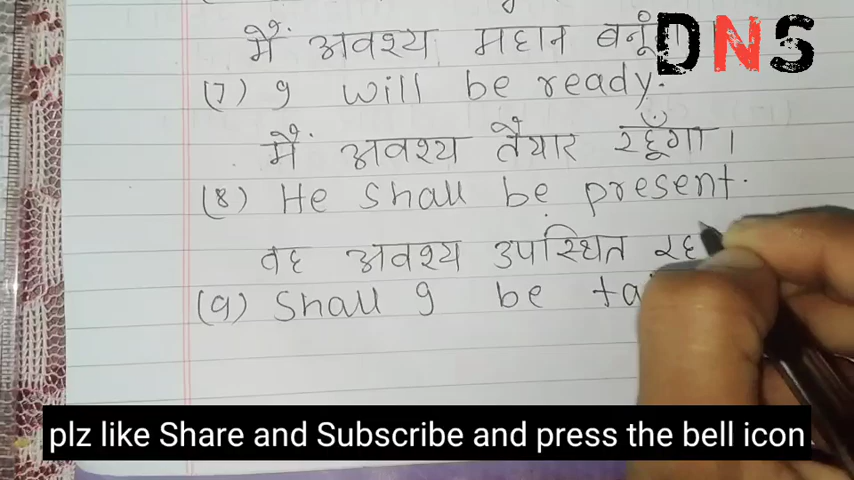 मैं अवश्य महान बनूंगा
DNS
(7) I will be ready.
मैं अवश्य तैयार रहूँगा।
(8) He shall be present.
वह अवश्य उपस्थित रह
(9) Shall I be
plz like Share and Subscribe and press the bell icon